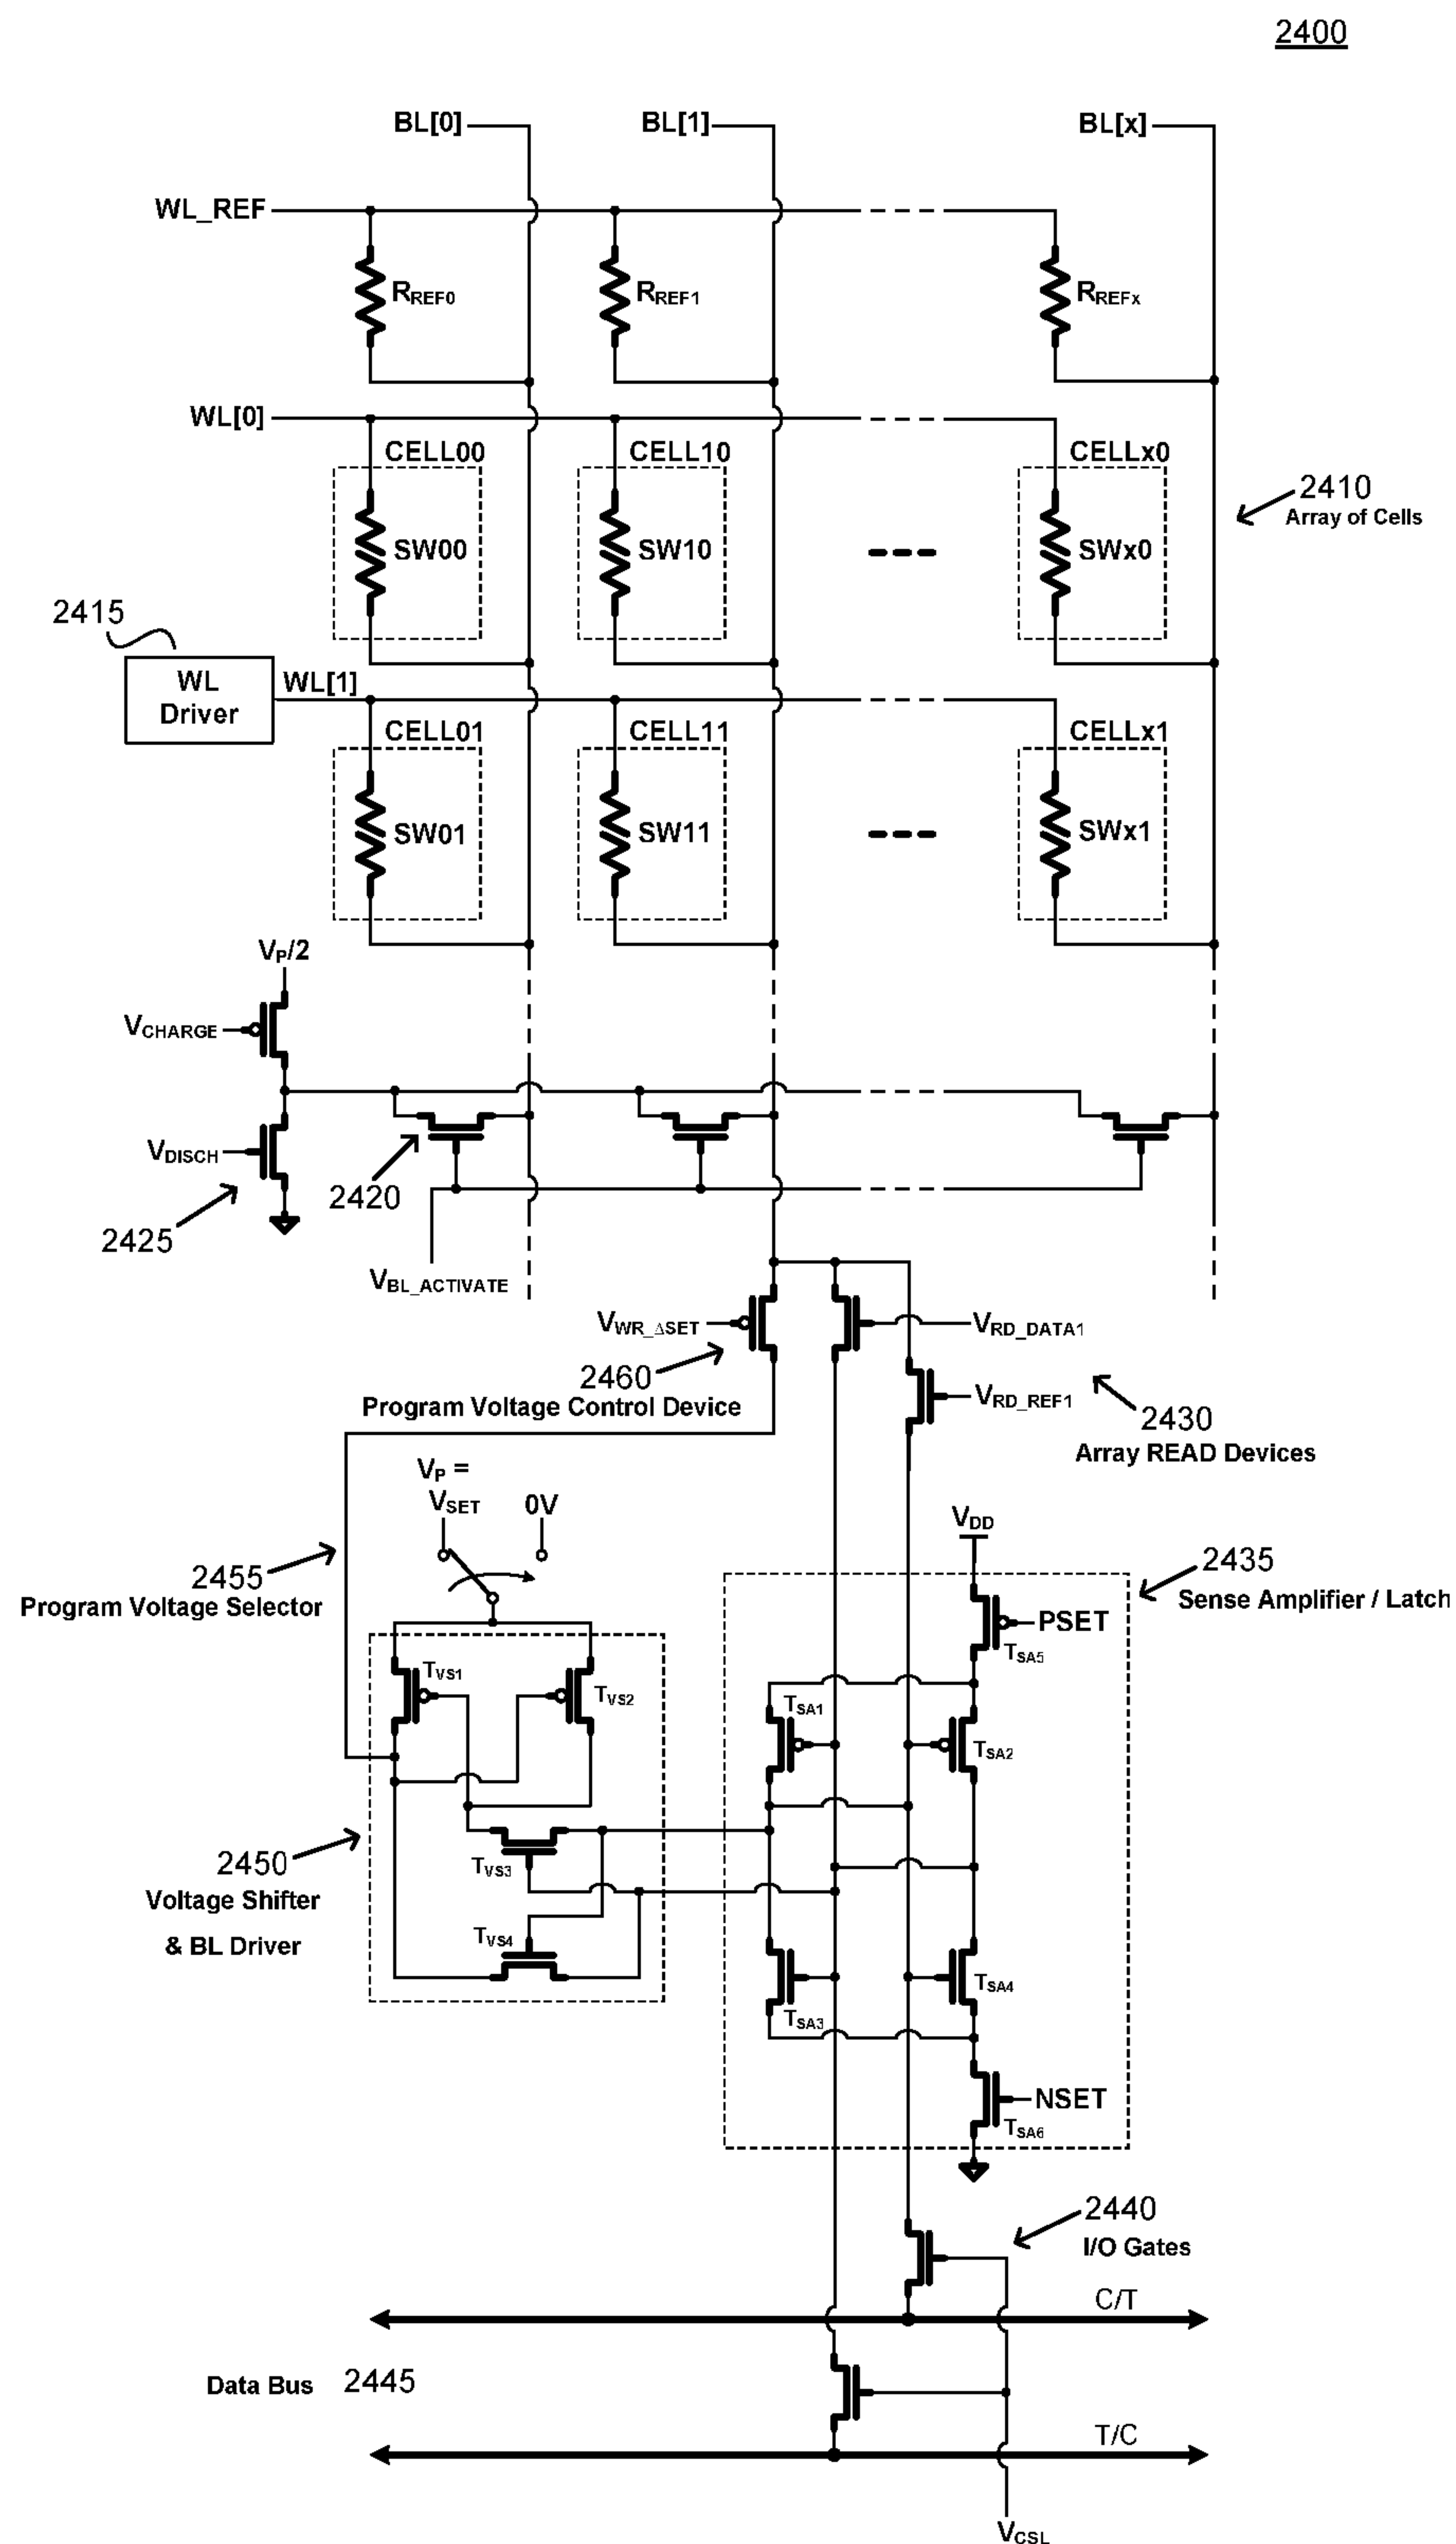 2400
BL[0]
BL[1]
BL[x]
WL_REF
RREF0
RREF1
RREFx
WL[0]
CELL00
CELL10
CELLx0
2410
Array of Cells
SW00
SW10
SWx0
2415
WL
Driver
WL[1]
CELL01
CELL11
CELLx1
SW01
SW11
SWx1
VP/2
VCHARGE
VDISCH
2420
2425
VBL_ACTIVATE
VWR_ΔSET
VRD_DATA1
2460
Program Voltage Control Device
VRD_REF1
2430
Array READ Devices
VP =
VSET
0V
VDD
2455
Program Voltage Selector
2435
Sense Amplifier / Latch
PSET
TSA5
TVS1
TVS2
TSA1
TSA2
2450
Voltage Shifter
& BL Driver
TVS3
TVS4
TSA3
TSA4
NSET
TSA6
2440
I/O Gates
C/T
Data Bus 2445
T/C
VCSL